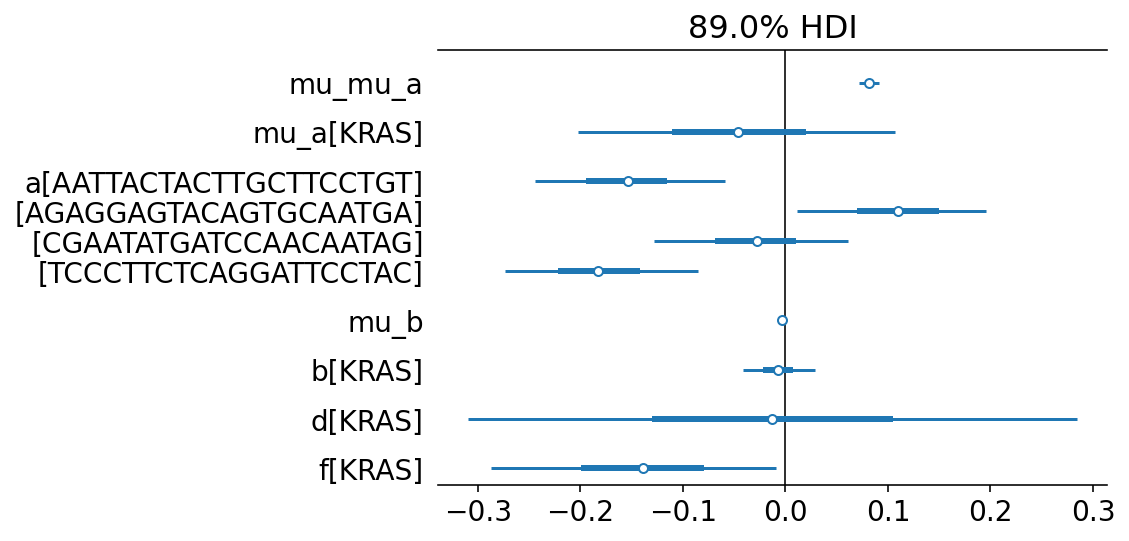 89.0% HDI
mu_mu_a
mu_a[KRAS]
a[AATTACTACTTGCTTCCTGT]
[AGAGGAGTACAGTGCAATGA]
[CGAATATGATCCAACAATAG]
[TCCCTTCTCAGGATTCCTAC]
mu_b
b[KRAS]
d[KRAS]
f[KRAS]
−0.3 −0.2 −0.1 0.0 0.1 0.2 0.3